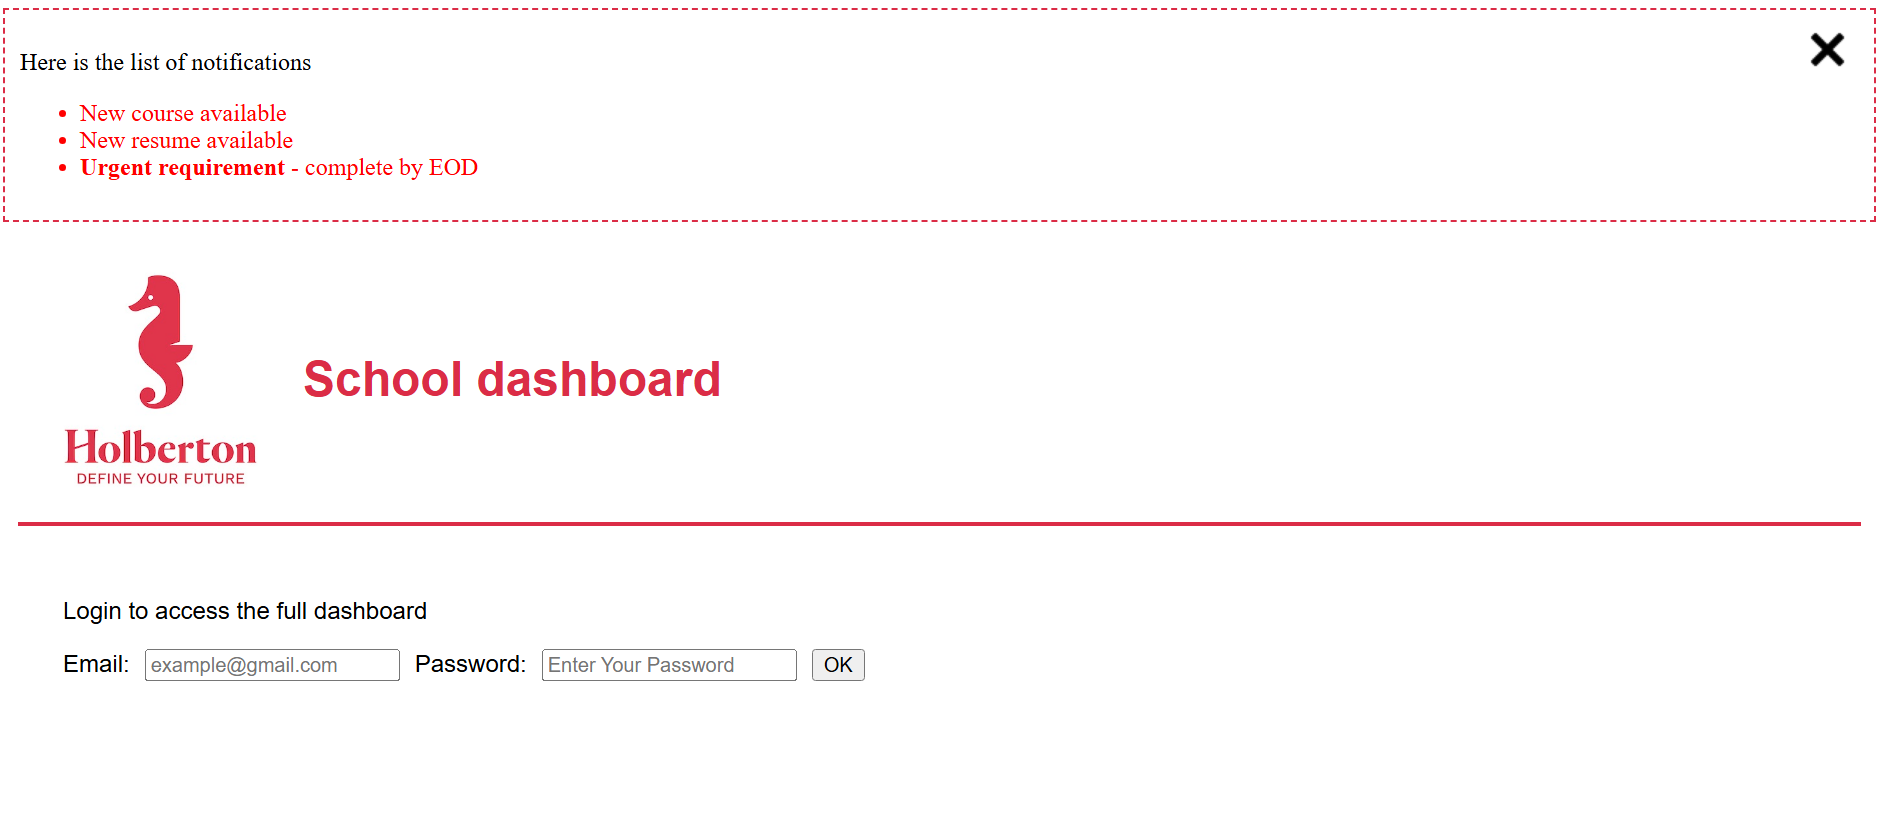 Here is the list of notifications
New course available
New resume available
Urgent requirement - complete by EOD
Holberton
DEFINE YOUR FUTURE
School dashboard
Login to access the full dashboard
Email: example@gmail.com Password: Enter Your Password OK